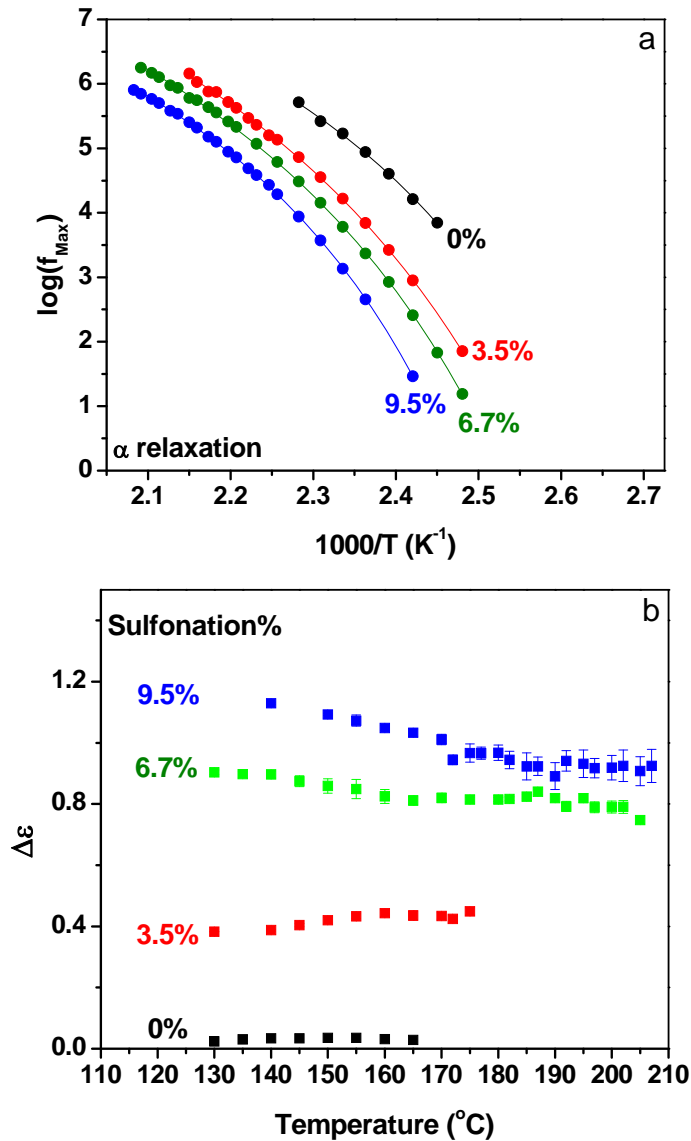 a
7
6
5
4
3
2
1
0
log(f_Max)
0%
3.5%
9.5%
6.7%
α relaxation
2.1 2.2 2.3 2.4 2.5 2.6 2.7
1000/T (K⁻¹)
b
Sulfonation%
1.2
0.8
0.4
0.0
Δε
9.5%
6.7%
3.5%
0%
110 120 130 140 150 160 170 180 190 200 210
Temperature (°C)